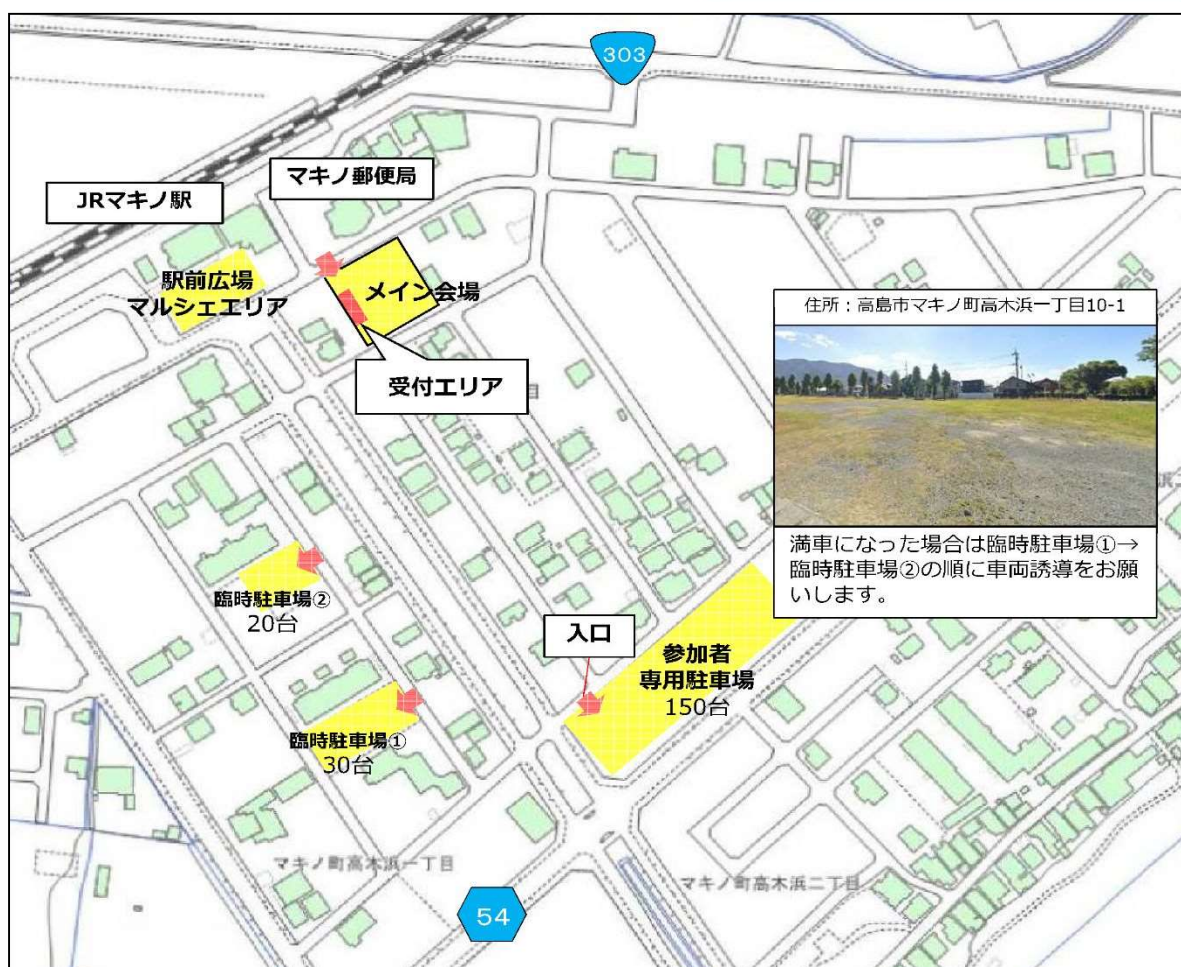 303
マキノ郵便局
JRマキノ駅
駅前広場
マルシェエリア
メイン会場
受付エリア
住所：高島市マキノ町高木浜一丁目10-1
満車になった場合は臨時駐車場①→
臨時駐車場②の順に車両誘導をお願
いします。
臨時駐車場②
20台
入口
参加者
専用駐車場
150台
臨時駐車場①
30台
マキノ町高木浜一丁目
マキノ町高木浜二丁目
54